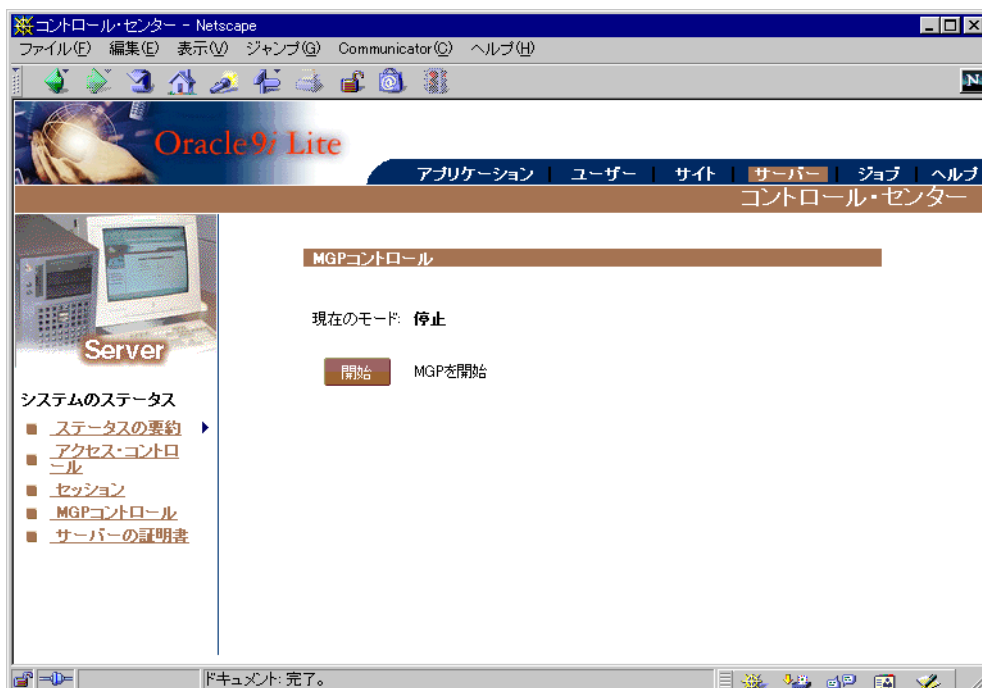 コントロール・センター - Netscape
ファイル(F) 編集(E) 表示(V) ジャンプ(G) Communicator(C) ヘルプ(H)
N
Oracle9i Lite
アプリケーション ユーザー サイト サーバー ジョブ ヘルプ
コントロール・センター
Server
システムのステータス
ステータスの要約
アクセス・コントロ
ール
セッション
MGPコントロール
サーバーの証明書
MGPコントロール
現在のモード: 停止
開始 MGPを開始
ドキュメント: 完了。